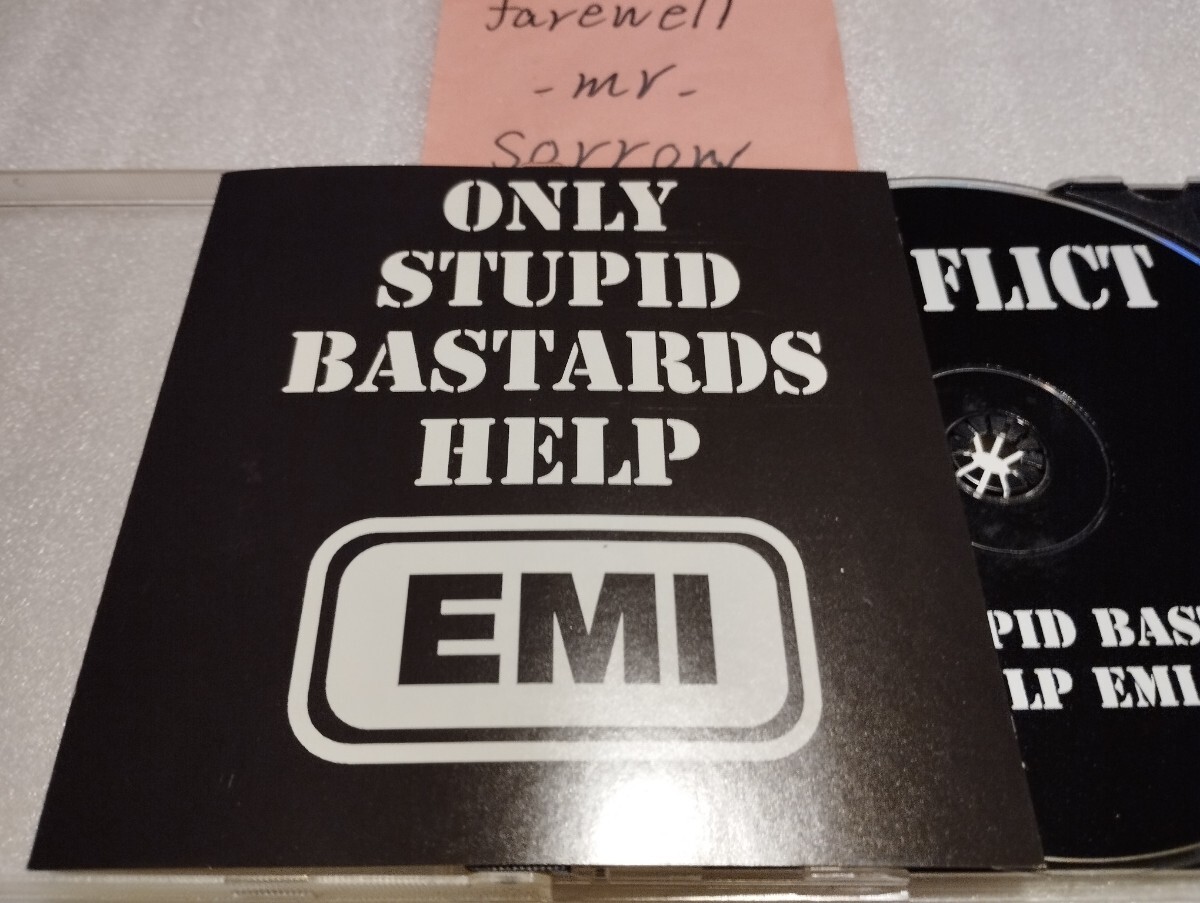 farewell
- mr -
sorrow
ONLY
STUPID
BASTARDS
HELP
EMI
FLICT
PID BAS
LP EMI